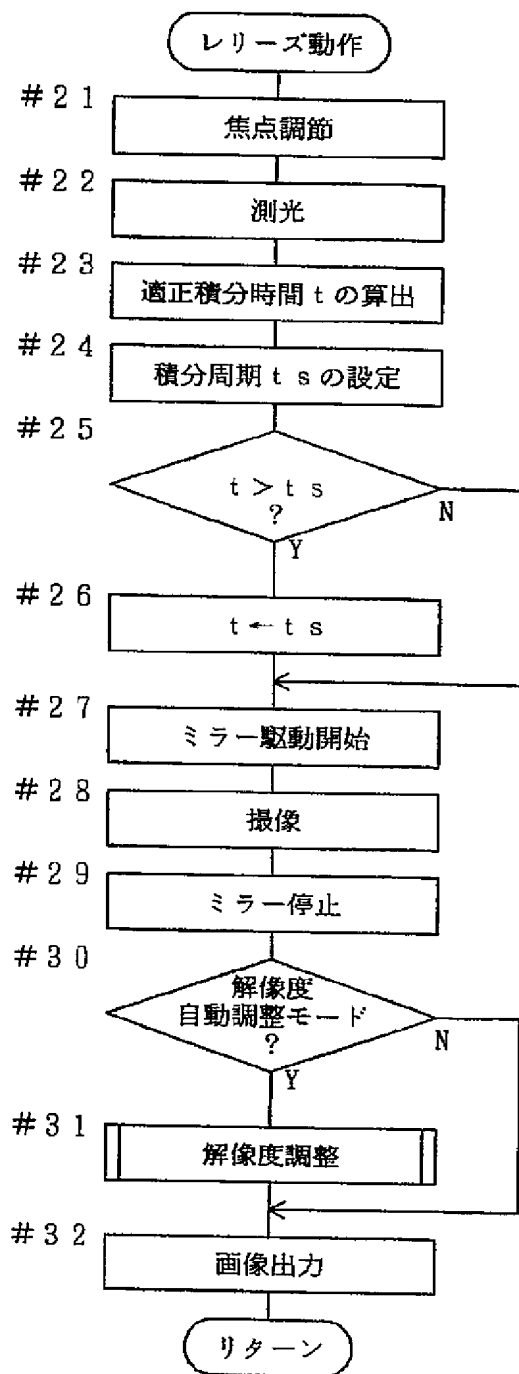 レリーズ動作
#21
焦点調節
#22
測光
#23
適正積分時間tの算出
#24
積分周期tsの設定
#25
t>ts
?
N
Y
#26
t←ts
#27
ミラー駆動開始
#28
撮像
#29
ミラー停止
#30
解像度
自動調整モード
?
N
Y
#31
解像度調整
#32
画像出力
リターン